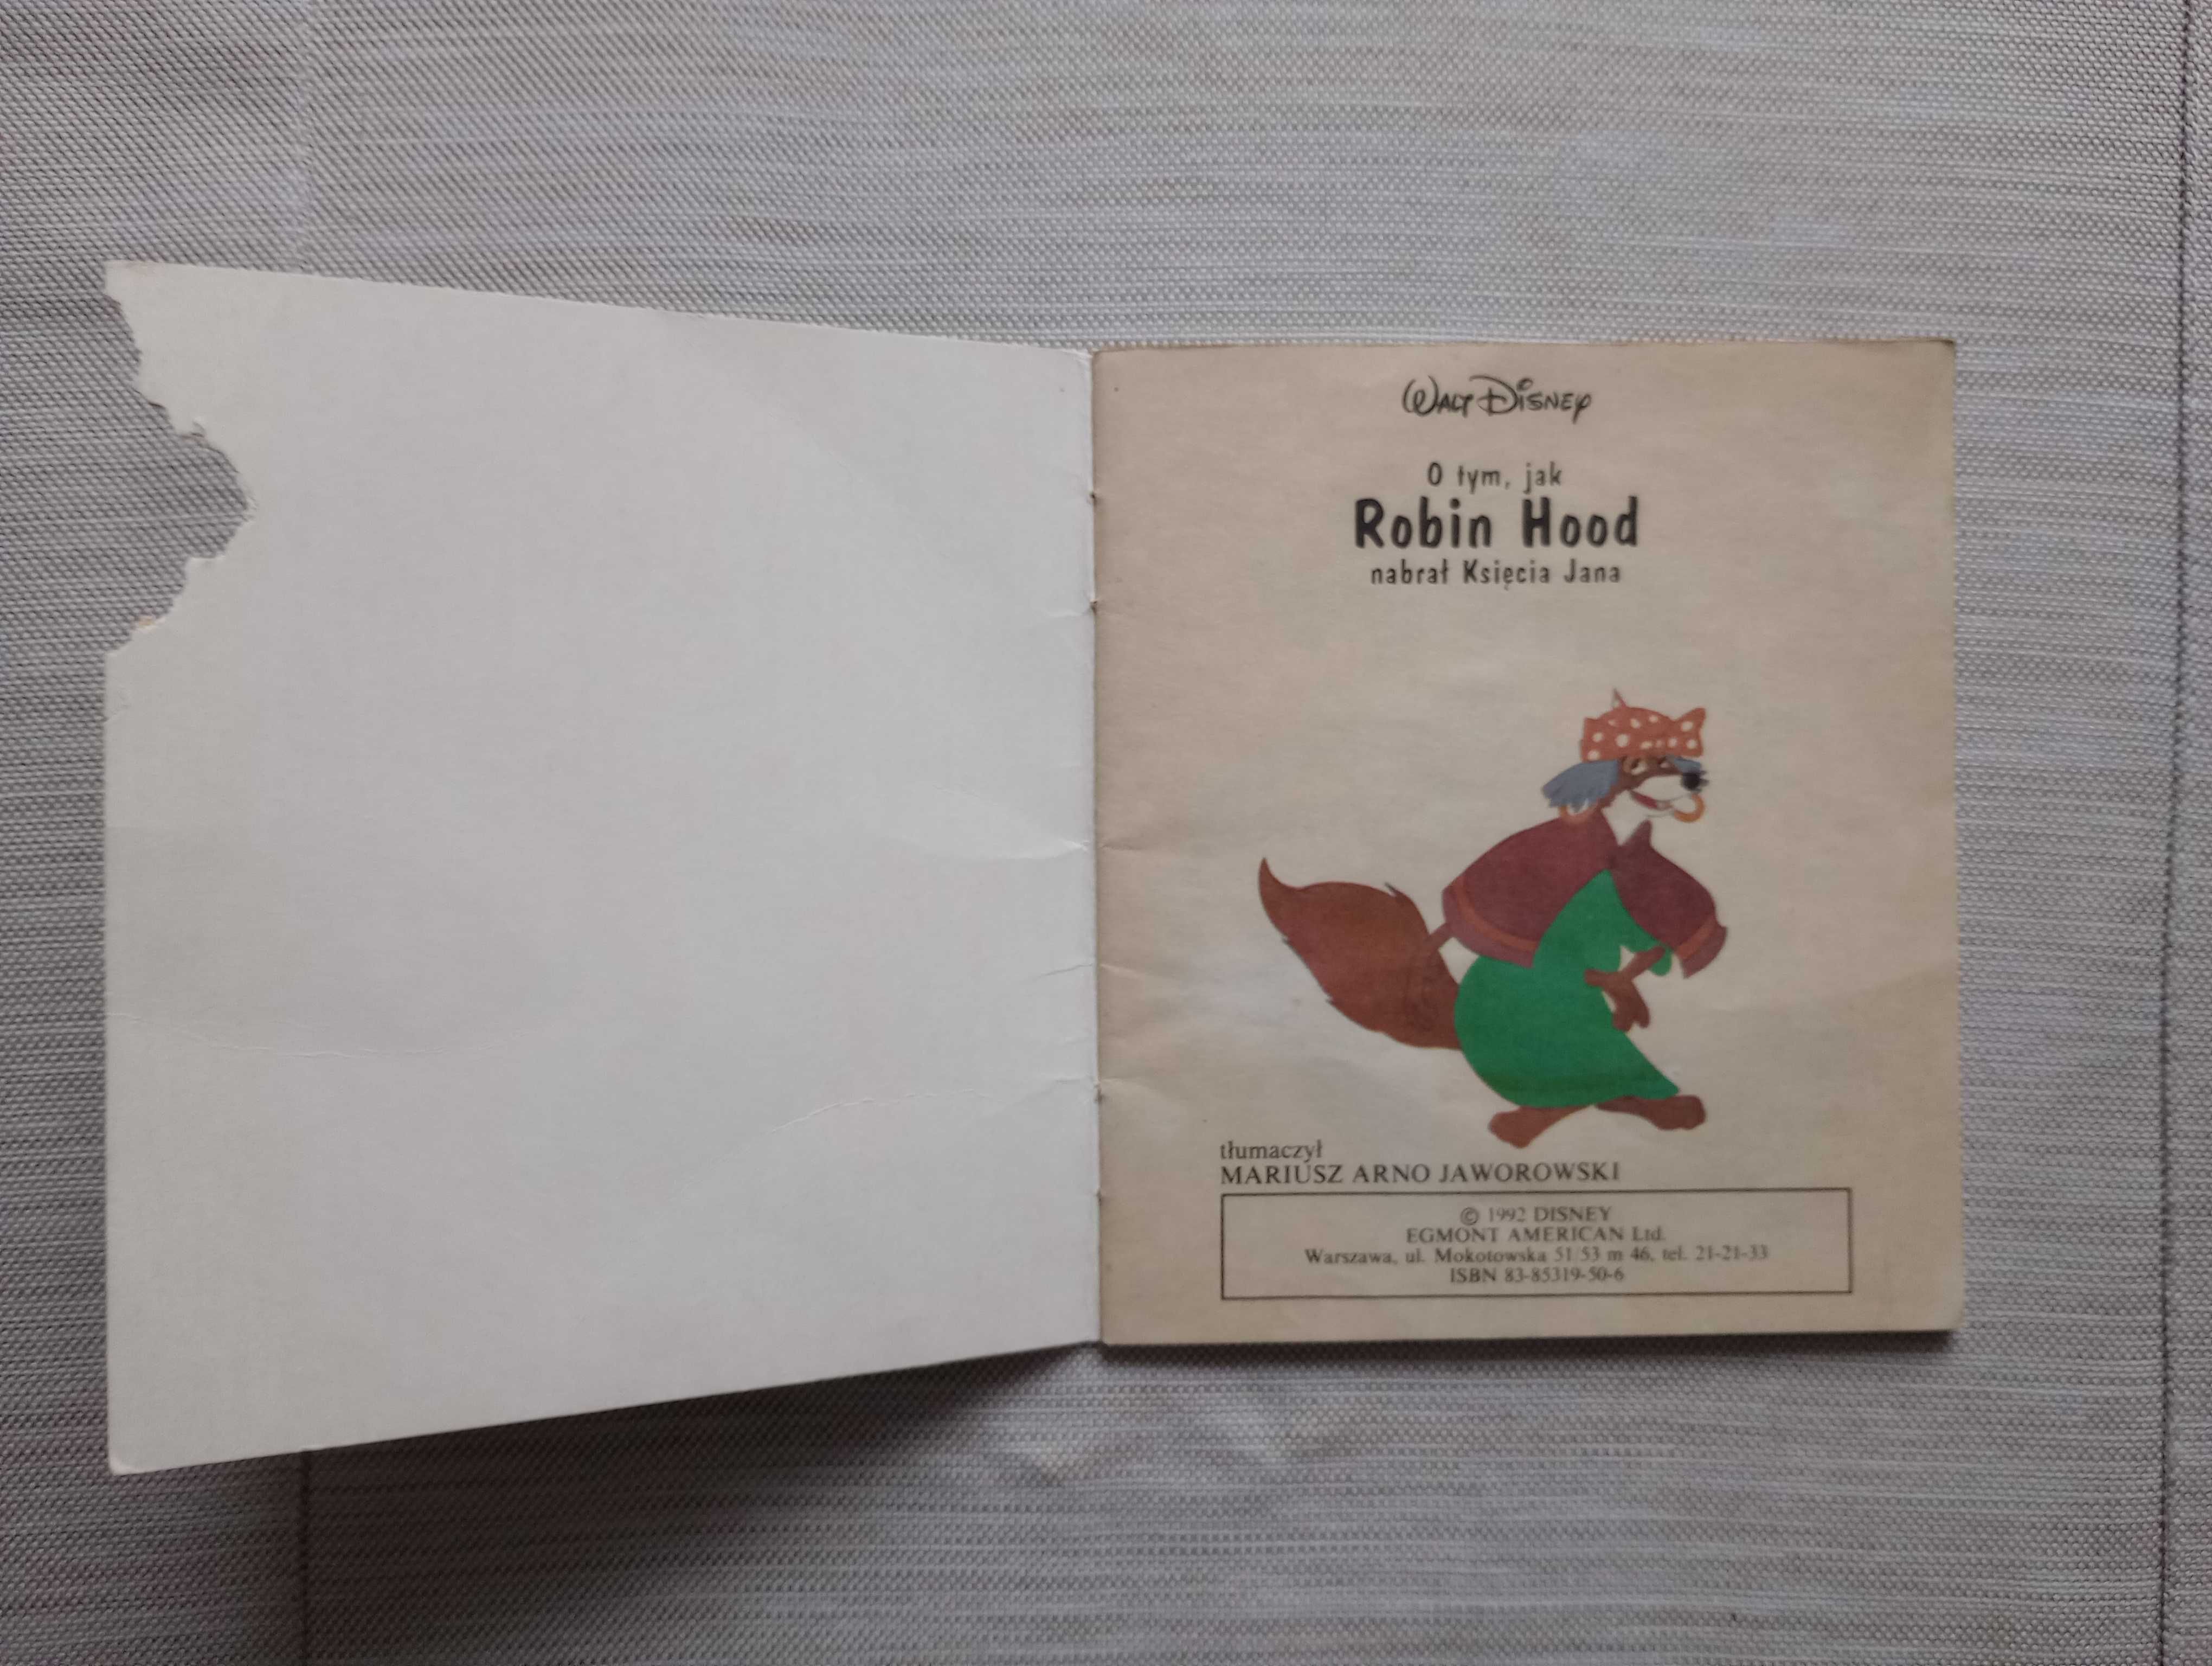 Walt Disney
O tym, jak
Robin Hood
nabrał Księcia Jana
tłumaczył
MARIUSZ ARNO JAWOROWSKI
© 1992 DISNEY
EGMONT AMERICAN Ltd.
Warszawa, ul. Mokotowska 51/53 m 46, tel. 21-21-33
ISBN 83-85319-50-6